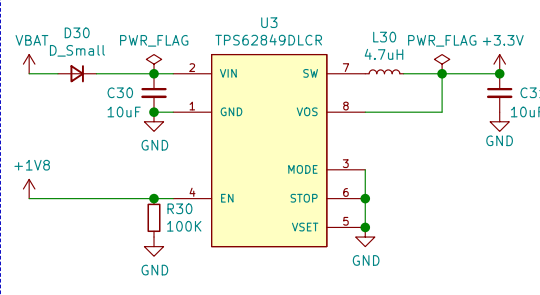 U3
TPS62849DLCR
VBAT
D30
D_Small
PWR_FLAG
L30
4.7uH
PWR_FLAG
+3.3V
2
VIN
SW
7
C30
10uF
1
GND
VOS
8
C3
10uF
GND
GND
+1V8
MODE
3
4
EN
STOP
6
R30
100K
VSET
5
GND
GND